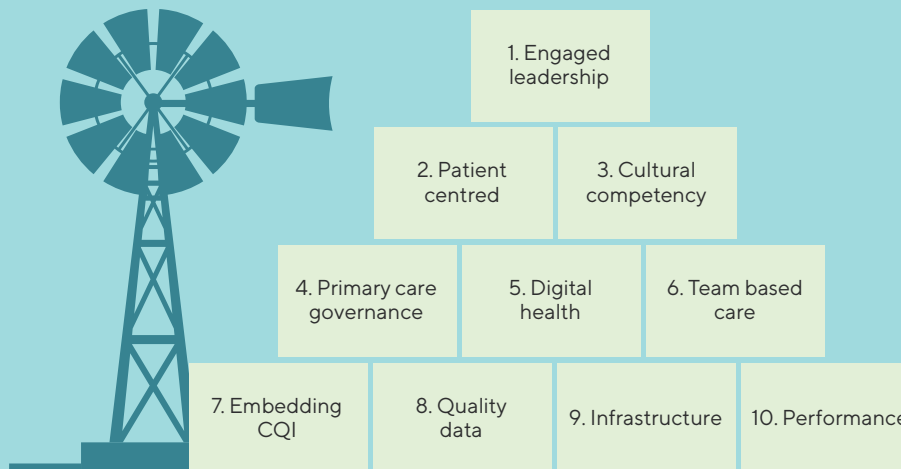 1. Engaged
leadership
2. Patient
centred
3. Cultural
competency
4. Primary care
governance
5. Digital
health
6. Team based
care
7. Embedding
CQI
8. Quality
data
9. Infrastructure
10. Performance